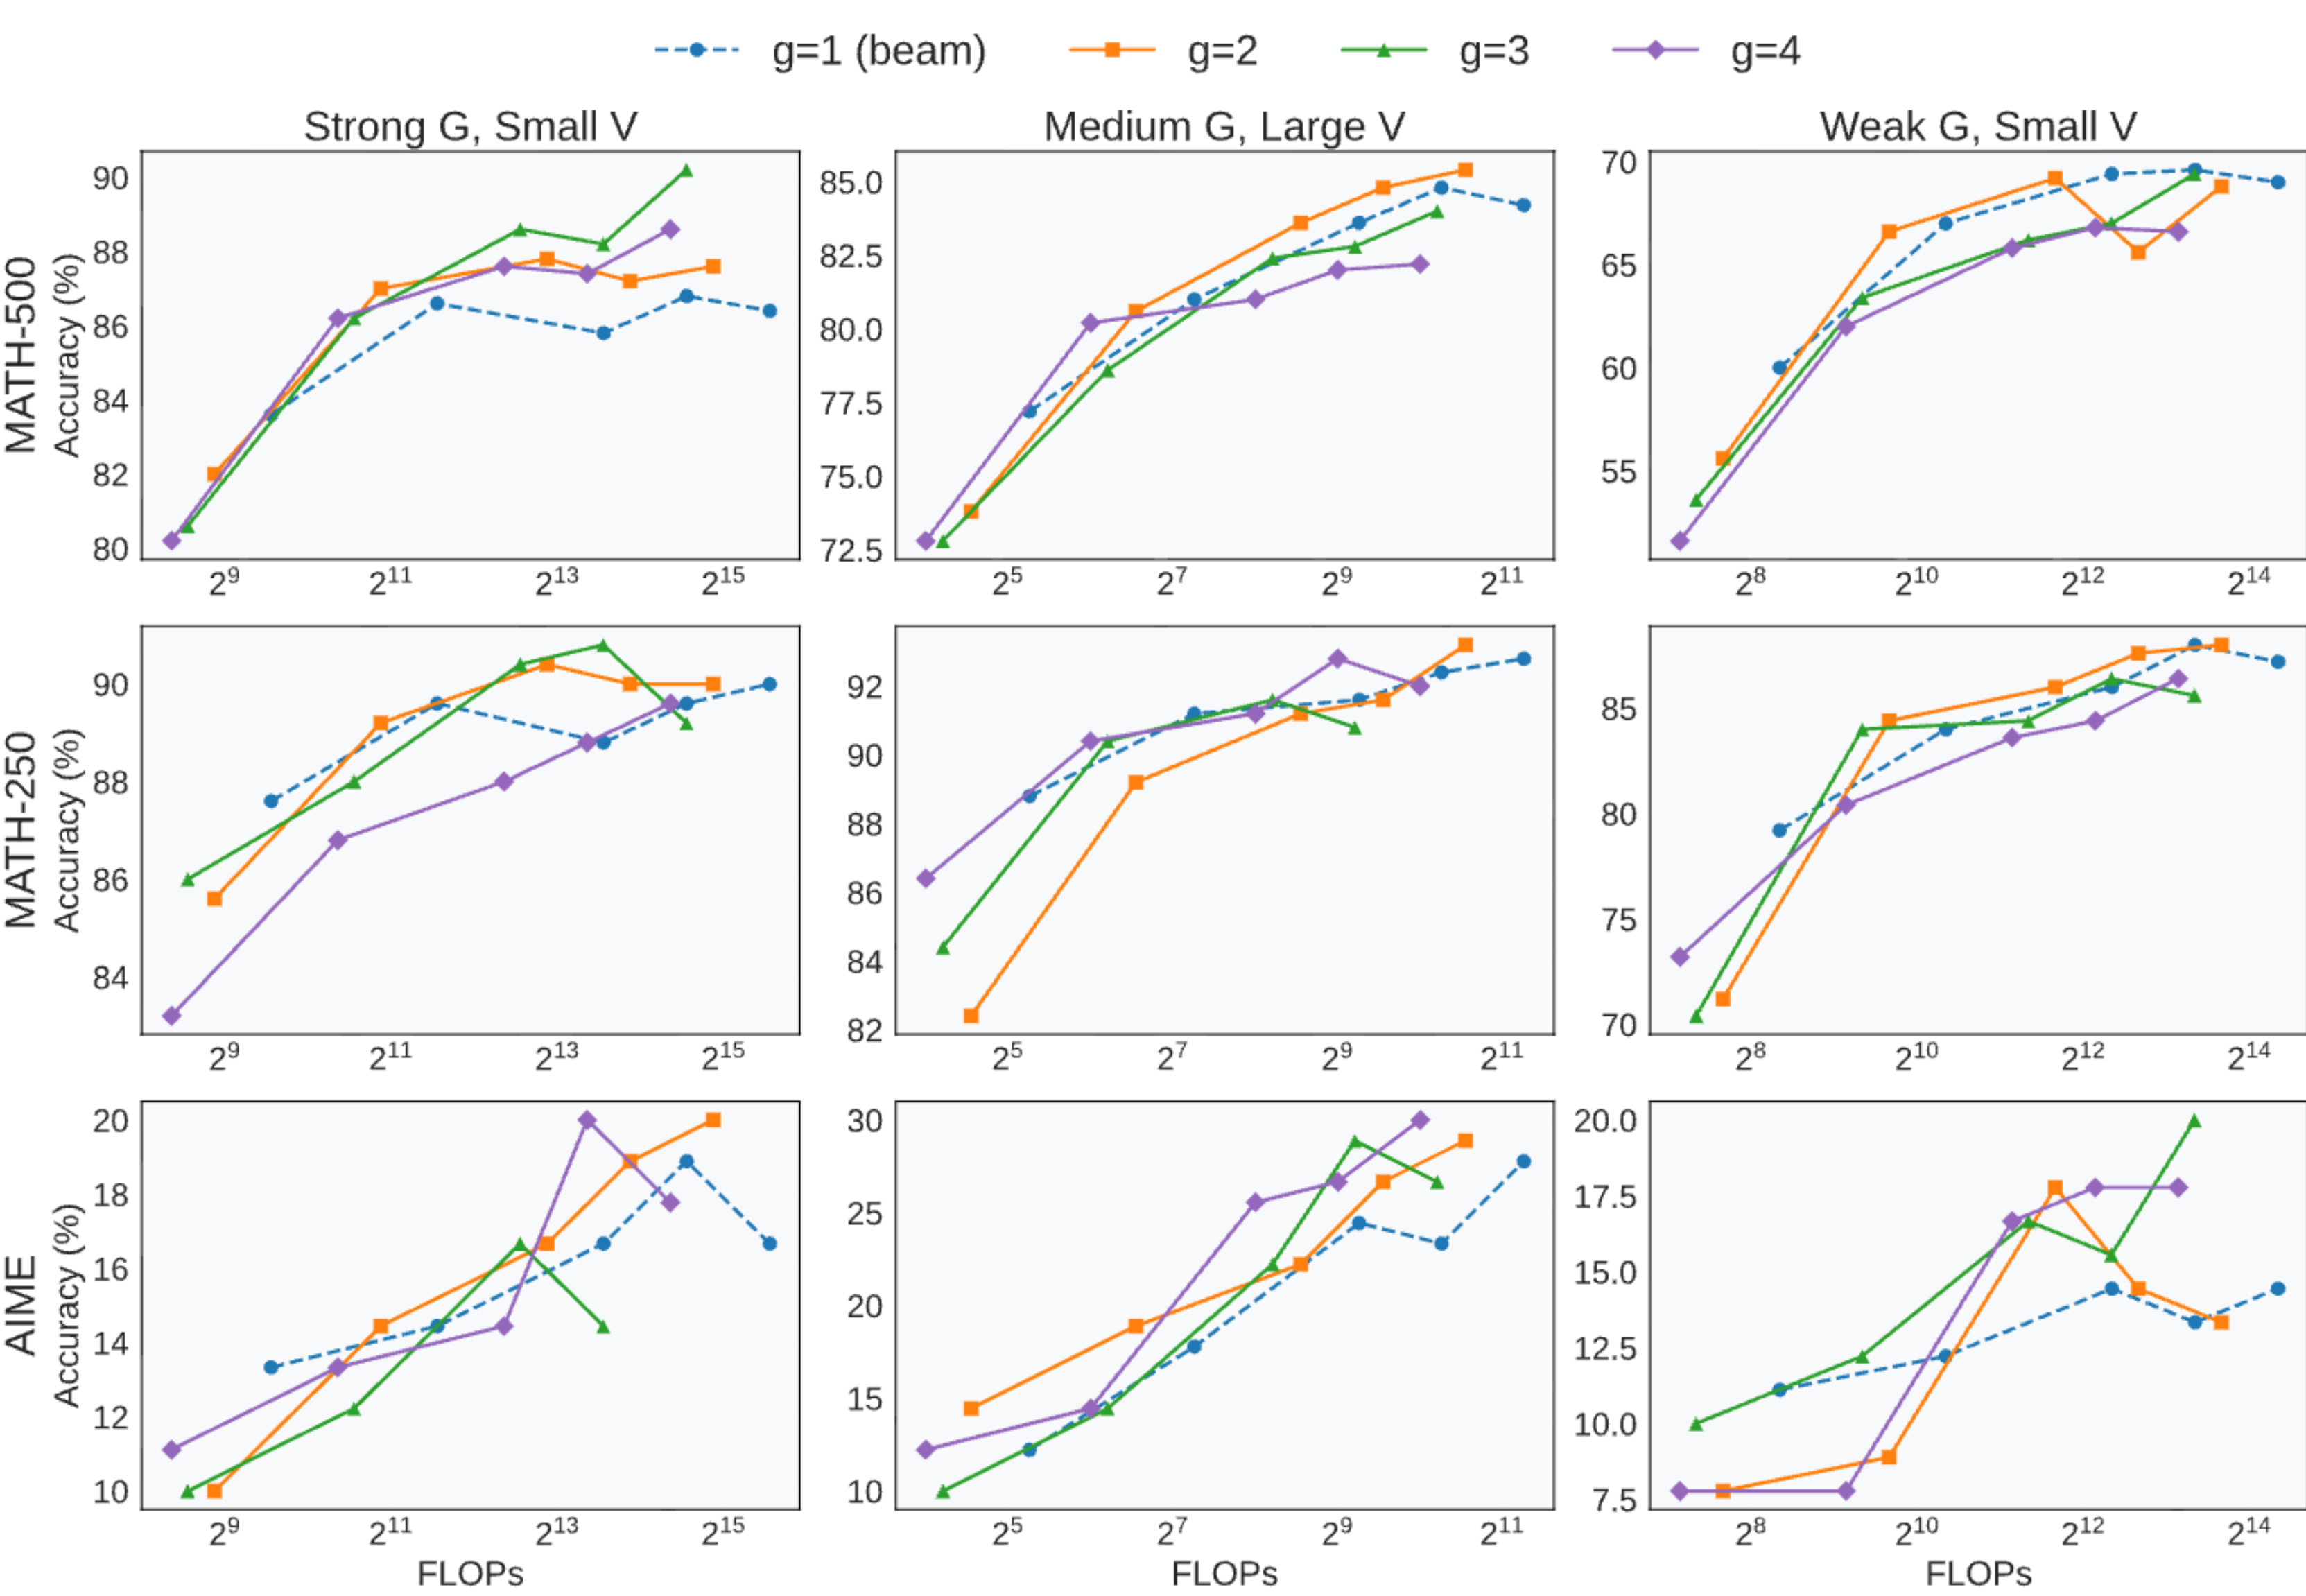 g=1 (beam) g=2 g=3 g=4
Strong G, Small V Medium G, Large V Weak G, Small V
MATH-500
Accuracy (%)
90
88
86
84
82
80
2^9 2^11 2^13 2^15
85.0
82.5
80.0
77.5
75.0
72.5
2^5 2^7 2^9 2^11
70
65
60
55
2^8 2^10 2^12 2^14
MATH-250
Accuracy (%)
90
88
86
84
2^9 2^11 2^13 2^15
92
90
88
86
84
82
2^5 2^7 2^9 2^11
85
80
75
70
2^8 2^10 2^12 2^14
AIME
Accuracy (%)
20
18
16
14
12
10
2^9 2^11 2^13 2^15
FLOPs
30
25
20
15
10
2^5 2^7 2^9 2^11
FLOPs
20.0
17.5
15.0
12.5
10.0
7.5
2^8 2^10 2^12 2^14
FLOPs